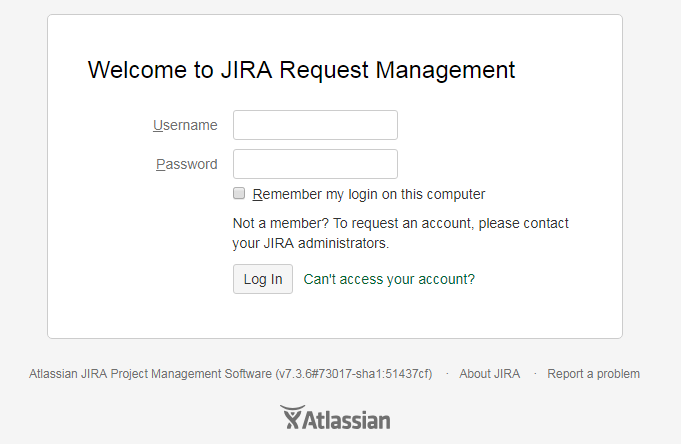 Welcome to JIRA Request Management
Username
Password
Remember my login on this computer
Not a member? To request an account, please contact
your JIRA administrators.
Log In Can't access your account?
Atlassian JIRA Project Management Software (v7.3.6#73017-sha1:51437cf) · About JIRA · Report a problem
Atlassian